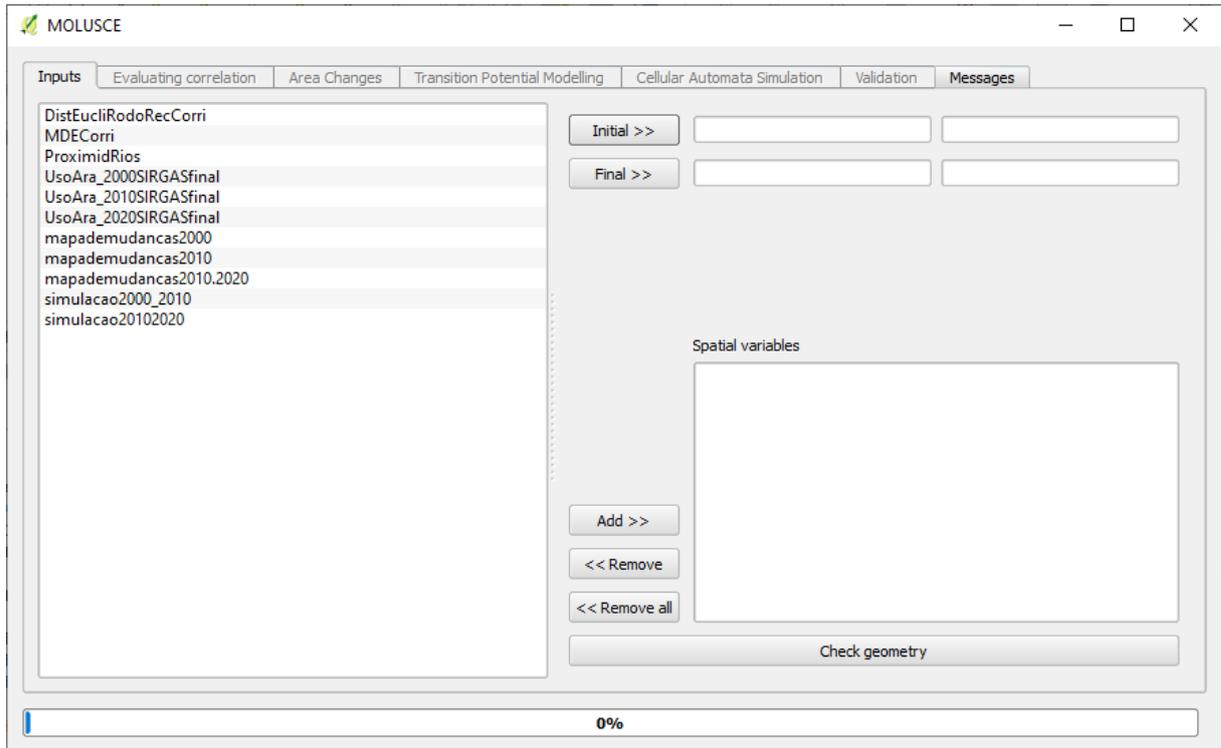 MOLUSCE
Inputs Evaluating correlation Area Changes Transition Potential Modelling Cellular Automata Simulation Validation Messages
DistEucliRodoRecCorri
MDECorri
ProximidRios
UsoAra_2000SIRGASfinal
UsoAra_2010SIRGASfinal
UsoAra_2020SIRGASfinal
mapademudancas2000
mapademudancas2010
mapademudancas2010.2020
simulacao2000_2010
simulacao20102020
Initial >>
Final >>
Spatial variables
Add >>
<< Remove
<< Remove all
Check geometry
0%